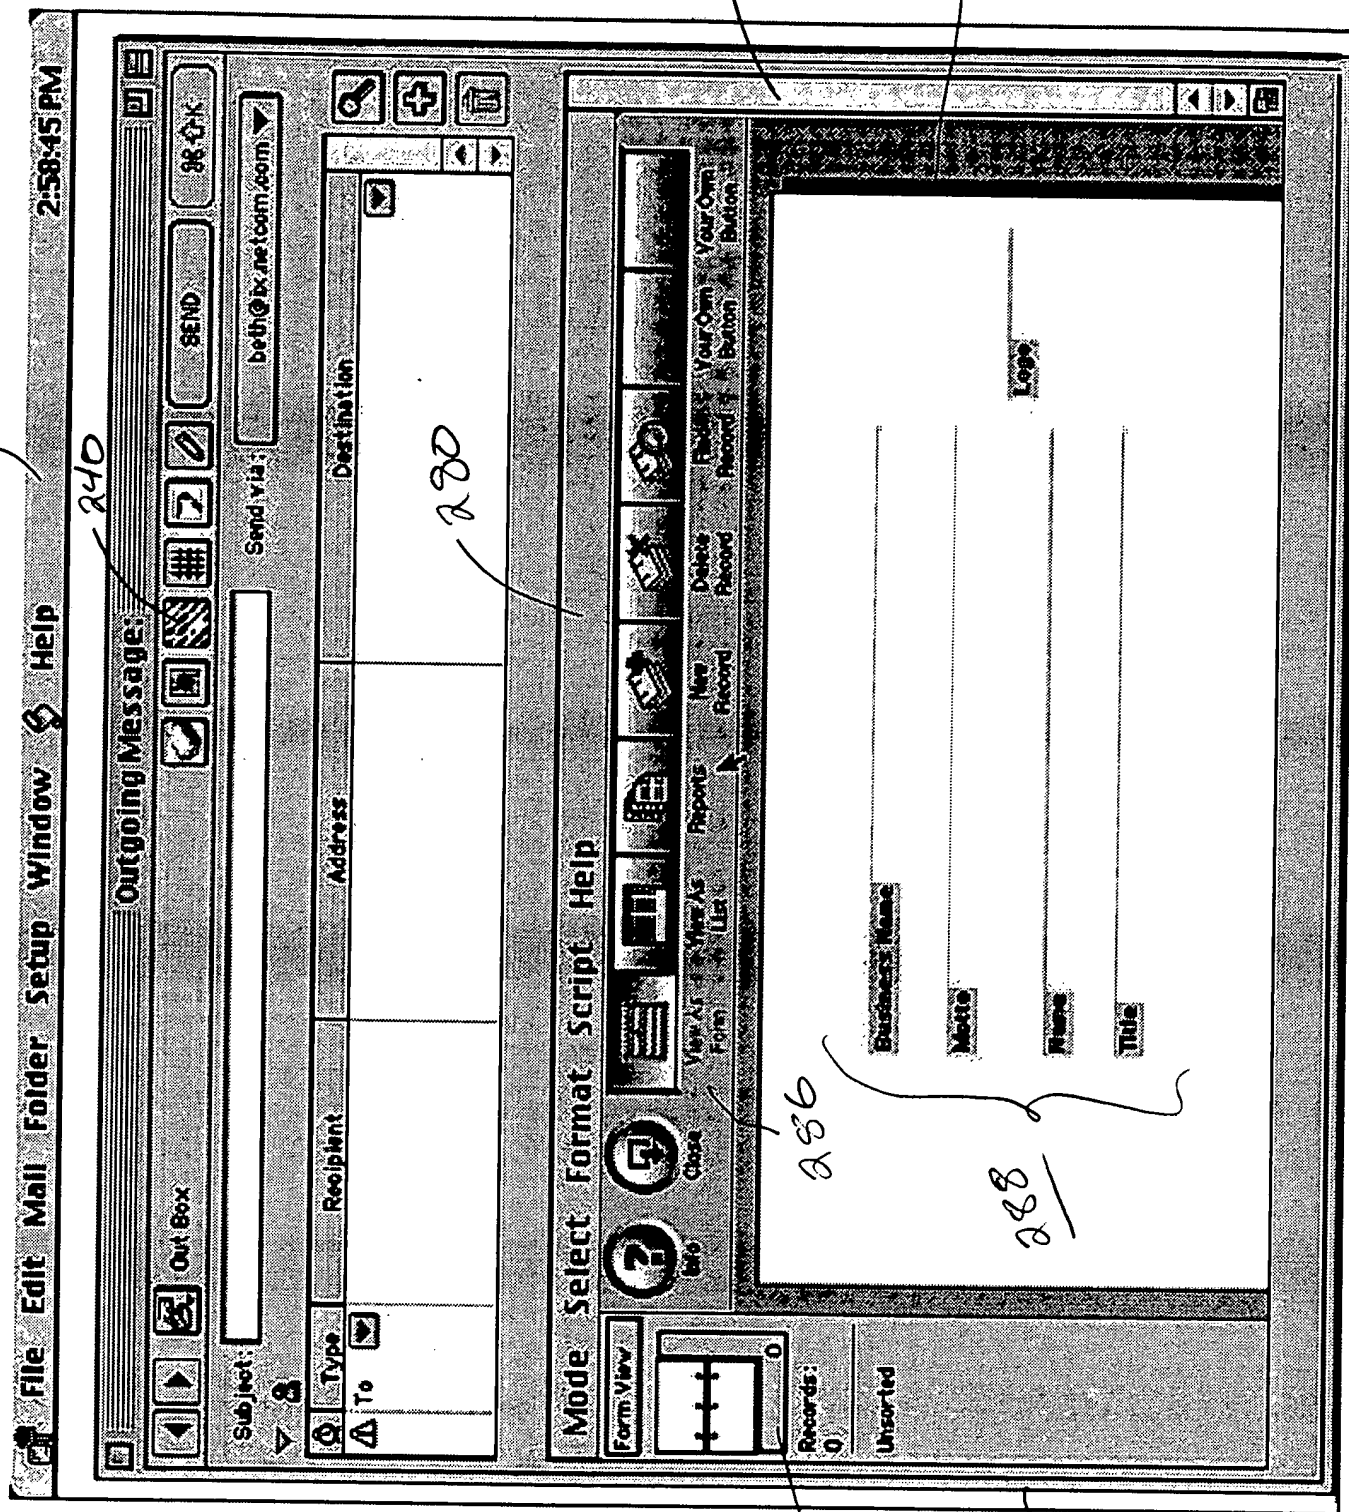 File Edit Mail Folder Setup Window Help 2:58:45 PM
240
Outgoing Message:
Out Box SEND ⌘⇧K
Subject: Send via: beth@ix.netcom.com
Type Recipient Address Destination
To
280
Mode Select Format Script Help
Form View
Info Close View As Form View As List Reports New Record Delete Record Record Your Own Button Your Own Button
0
Records:
0
Unsorted
286
288
Business Name
Motto
Logo
Name
Title